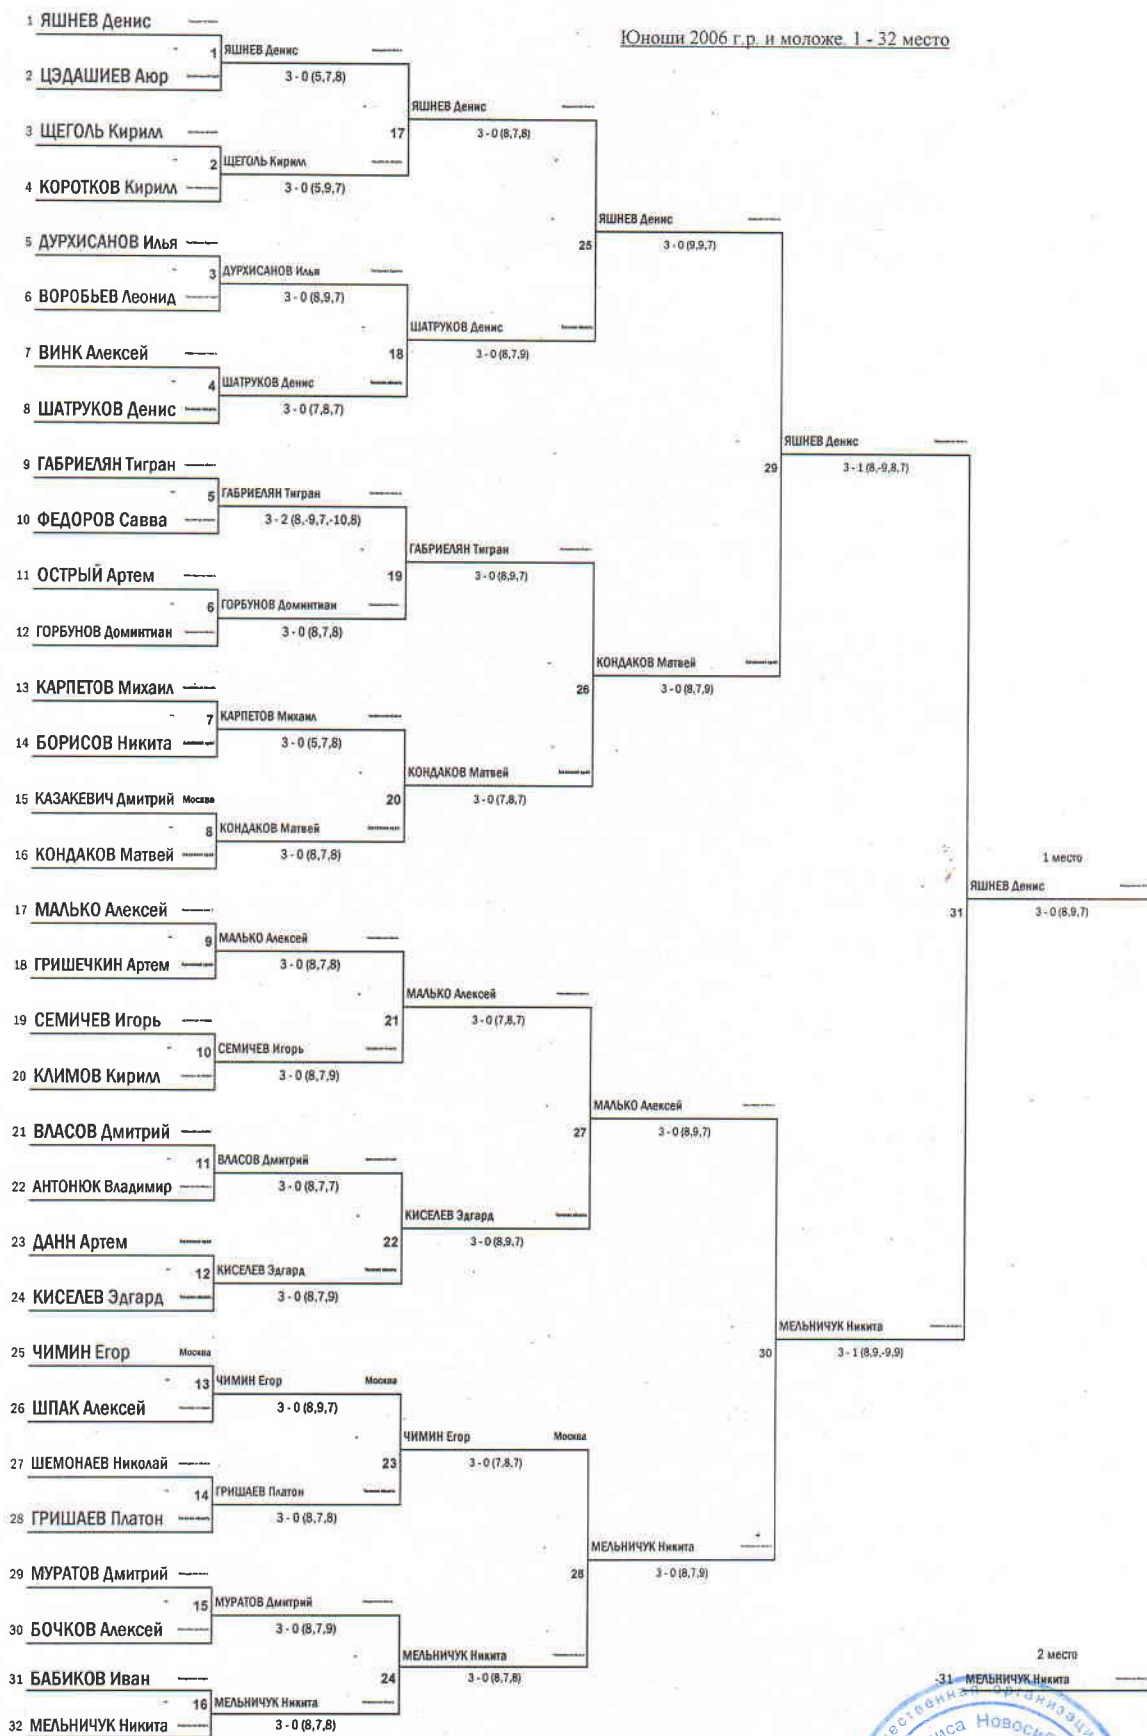 Юноши 2006 г.р. и моложе. 1 - 32 место
1 ЯШНЕВ Денис
1 ЯШНЕВ Денис
2 ЦЭДАШИЕВ Аюр
3 - 0 (5,7,8)
ЯШНЕВ Денис
17 3 - 0 (8,7,8)
3 ЩЕГОЛЬ Кирилл
2 ЩЕГОЛЬ Кирилл
4 КОРОТКОВ Кирилл
3 - 0 (5,9,7)
ЯШНЕВ Денис
25 3 - 0 (9,9,7)
5 ДУРХИСАНОВ Илья
3 ДУРХИСАНОВ Илья
6 ВОРОБЬЕВ Леонид
3 - 0 (8,9,7)
ШАТРУКОВ Денис
18 3 - 0 (8,7,9)
7 ВИНК Алексей
4 ШАТРУКОВ Денис
8 ШАТРУКОВ Денис
3 - 0 (7,8,7)
ЯШНЕВ Денис
29 3 - 1 (8,-9,8,7)
9 ГАБРИЕЛЯН Тигран
5 ГАБРИЕЛЯН Тигран
10 ФЕДОРОВ Савва
3 - 2 (8,-9,7,-10,8)
ГАБРИЕЛЯН Тигран
19 3 - 0 (8,9,7)
11 ОСТРЫЙ Артем
6 ГОРБУНОВ Доминтиан
12 ГОРБУНОВ Доминтиан
3 - 0 (8,7,8)
КОНДАКОВ Матвей
26 3 - 0 (8,7,9)
13 КАРПЕТОВ Михаил
7 КАРПЕТОВ Михаил
14 БОРИСОВ Никита
3 - 0 (5,7,8)
КОНДАКОВ Матвей
20 3 - 0 (7,8,7)
15 КАЗАКЕВИЧ Дмитрий Москва
8 КОНДАКОВ Матвей
16 КОНДАКОВ Матвей
3 - 0 (8,7,8)
1 место
ЯШНЕВ Денис
31 3 - 0 (8,9,7)
17 МАЛЬКО Алексей
9 МАЛЬКО Алексей
18 ГРИШЕЧКИН Артем
3 - 0 (8,7,8)
МАЛЬКО Алексей
21 3 - 0 (7,8,7)
19 СЕМИЧЕВ Игорь
10 СЕМИЧЕВ Игорь
20 КЛИМОВ Кирилл
3 - 0 (8,7,9)
МАЛЬКО Алексей
27 3 - 0 (8,9,7)
21 ВЛАСОВ Дмитрий
11 ВЛАСОВ Дмитрий
22 АНТОНЮК Владимир
3 - 0 (8,7,7)
КИСЕЛЕВ Эдгард
22 3 - 0 (8,9,7)
23 ДАНН Артем
12 КИСЕЛЕВ Эдгард
24 КИСЕЛЕВ Эдгард
3 - 0 (8,7,9)
МЕЛЬНИЧУК Никита
30 3 - 1 (8,9,-9,9)
25 ЧИМИН Егор Москва
13 ЧИМИН Егор Москва
26 ШПАК Алексей
3 - 0 (8,9,7)
ЧИМИН Егор Москва
23 3 - 0 (7,8,7)
27 ШЕМОНАЕВ Николай
14 ГРИШАЕВ Платон
28 ГРИШАЕВ Платон
3 - 0 (8,7,8)
МЕЛЬНИЧУК Никита
28 3 - 0 (8,7,9)
29 МУРАТОВ Дмитрий
15 МУРАТОВ Дмитрий
30 БОЧКОВ Алексей
3 - 0 (8,7,9)
МЕЛЬНИЧУК Никита
24 3 - 0 (8,7,8)
31 БАБИКОВ Иван
16 МЕЛЬНИЧУК Никита
32 МЕЛЬНИЧУК Никита
3 - 0 (8,7,8)
2 место
-31 МЕЛЬНИЧУК Никита